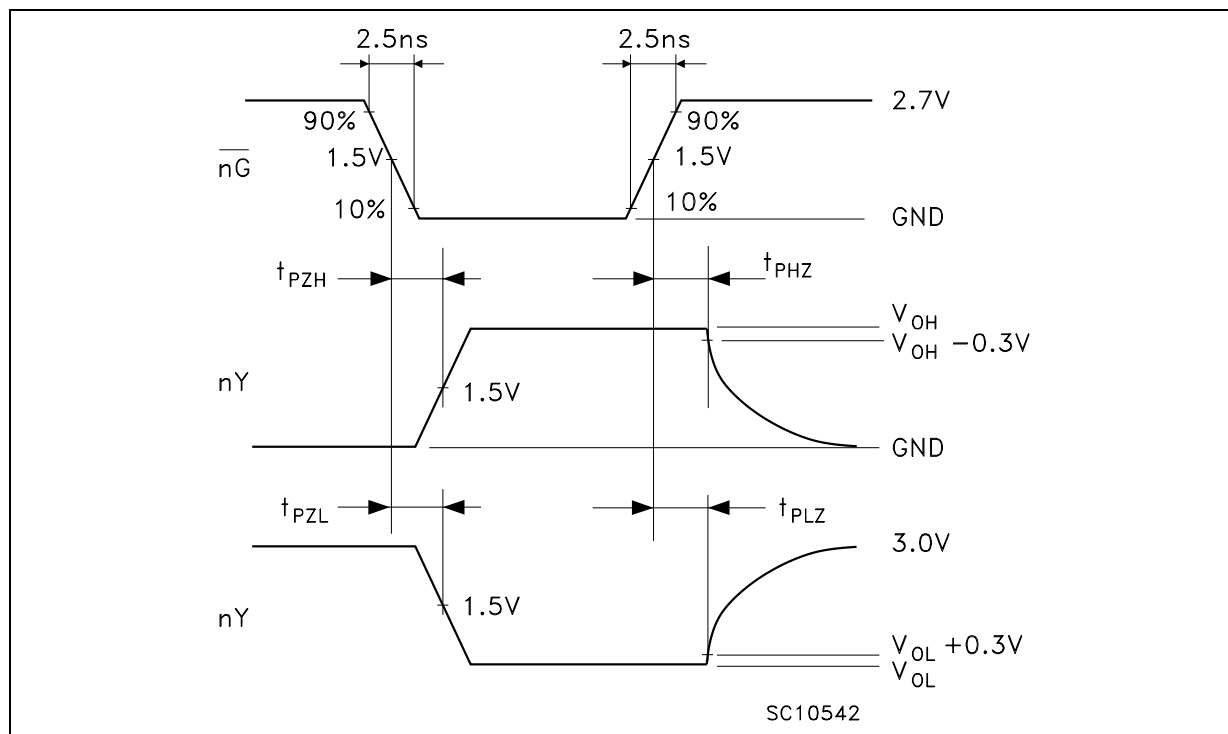 2.5ns 2.5ns
2.7V
90% 90%
nG 1.5V 1.5V
10% 10%
GND
tPZH tPHZ
VOH
VOH −0.3V
nY 1.5V
GND
tPZL tPLZ
3.0V
nY 1.5V
VOL +0.3V
VOL
SC10542